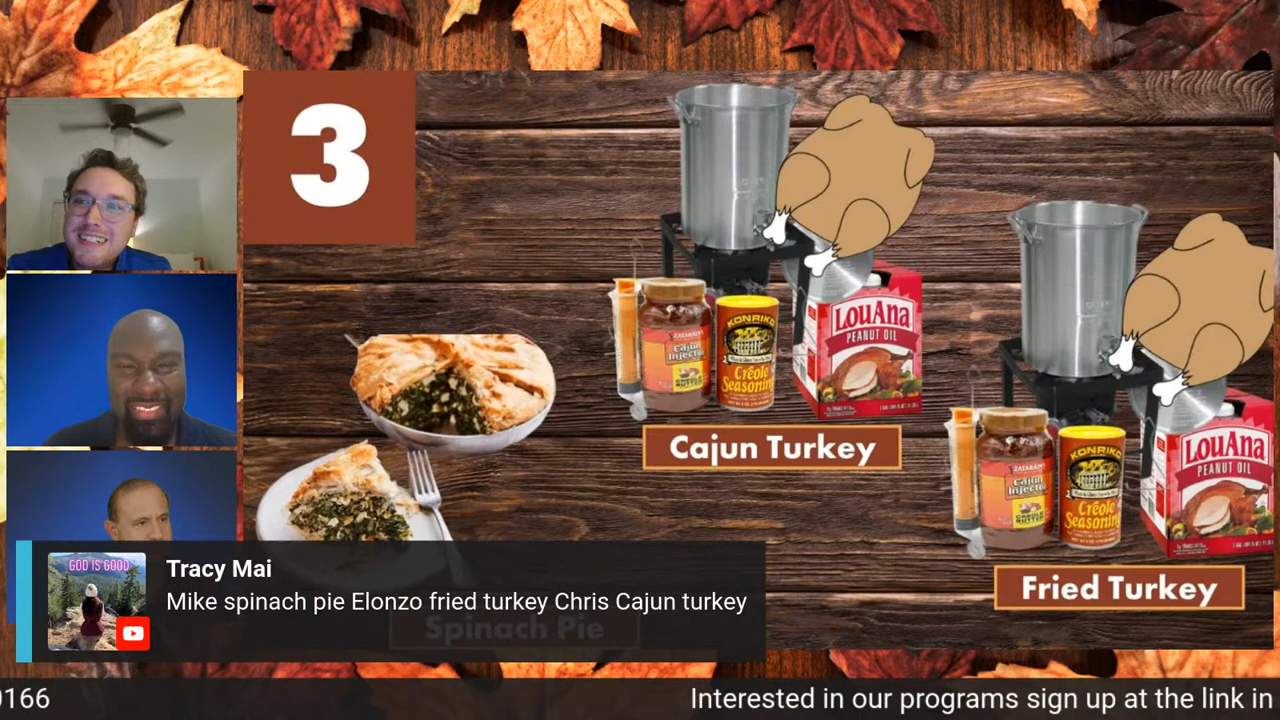 3
LOUANA
PEANUT OIL
ZATARAIN'S
Cajun
Injector
KONRIKO
Creole
Seasoning
Cajun Turkey
LOUANA
PEANUT OIL
ZATARAIN'S
Cajun
Injector
KONRIKO
Creole
Seasoning
Fried Turkey
GOD IS GOOD
Tracy Mai
Mike spinach pie Elonzo fried turkey Chris Cajun turkey
Spinach Pie
0166
Interested in our programs sign up at the link in